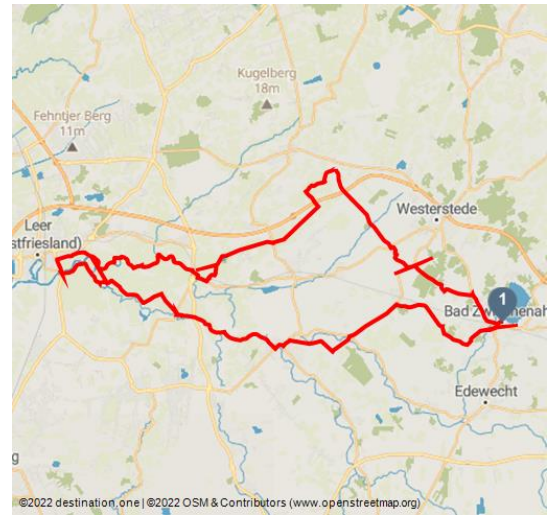 Kugelberg
18m
Fehntjer Berg
11m
Leer
stfriesland)
Westerstede
1
Bad Zwischenah
Edewecht
g
©2022 destination.one | ©2022 OSM & Contributors (www.openstreetmap.org)